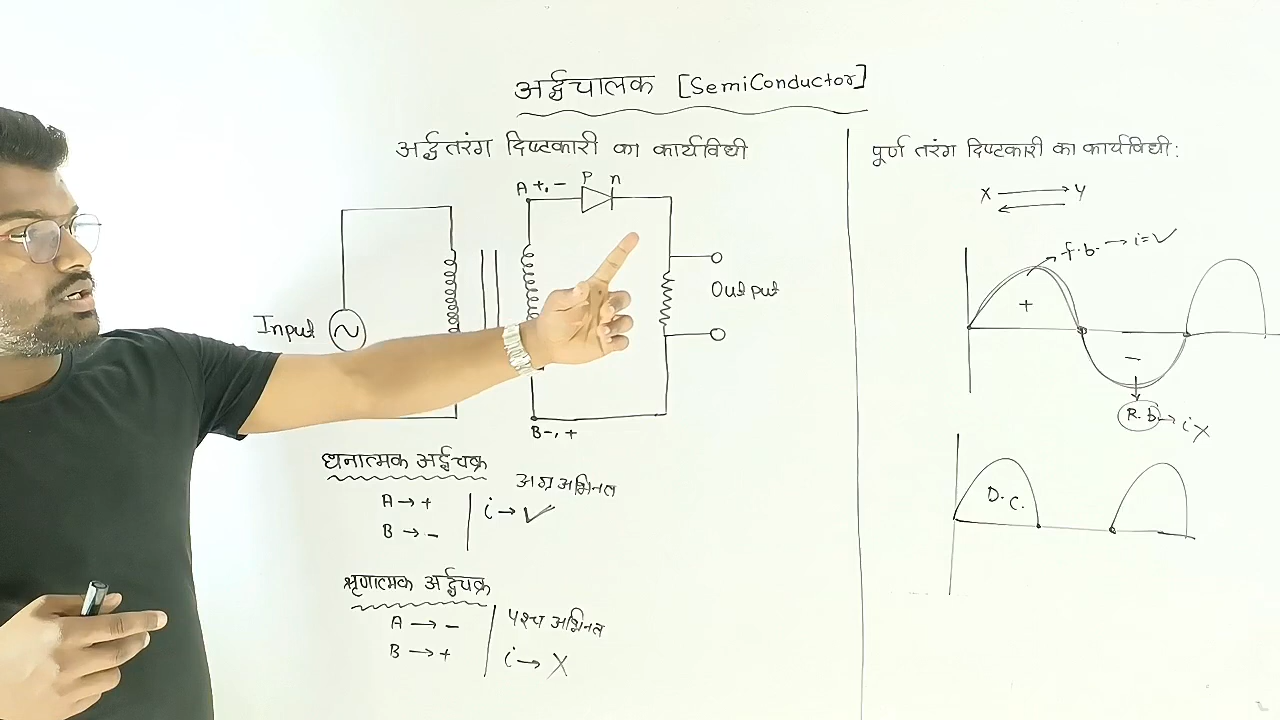 अर्द्धचालक [SemiConductor]
अर्द्धतरंग दिष्टकारी का कार्यविधी
A +, -
P n
Input
Output
B -, +
धनात्मक अर्द्धचक्र
A → +
B → -
अग्र अभिनत
i → ✓
श्रृणात्मक अर्द्धचक्र
A → -
B → +
पश्च अभिनत
i → X
पूर्ण तरंग दिष्टकारी का कार्यविधी :
X Y
f.b. → i = ✓
+
-
R.b → i X
D.C.